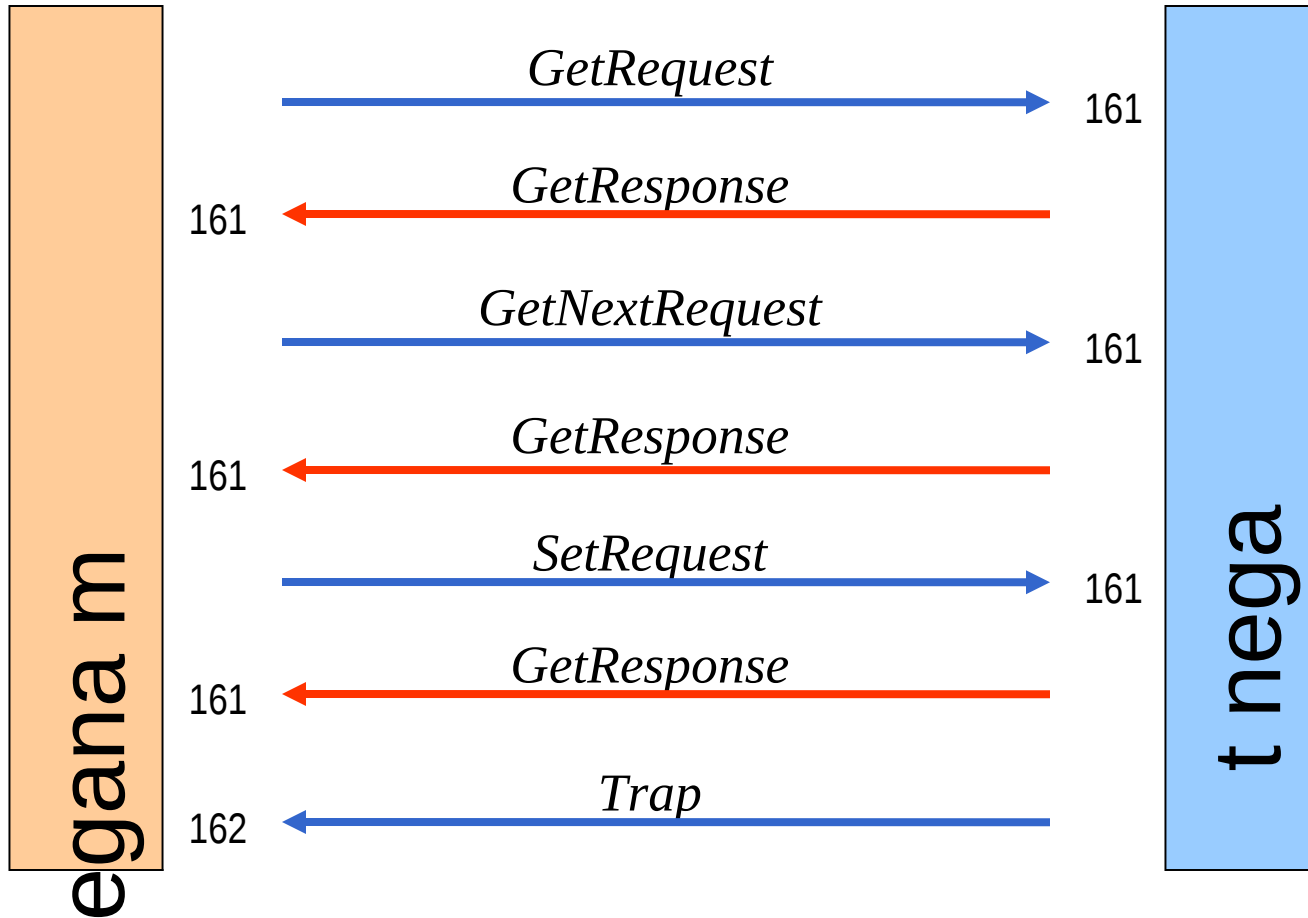 GetRequest
161
GetResponse
161
GetNextRequest
161
GetResponse
161
SetRequest
161
GetResponse
161
Trap
162
egana m
t nega